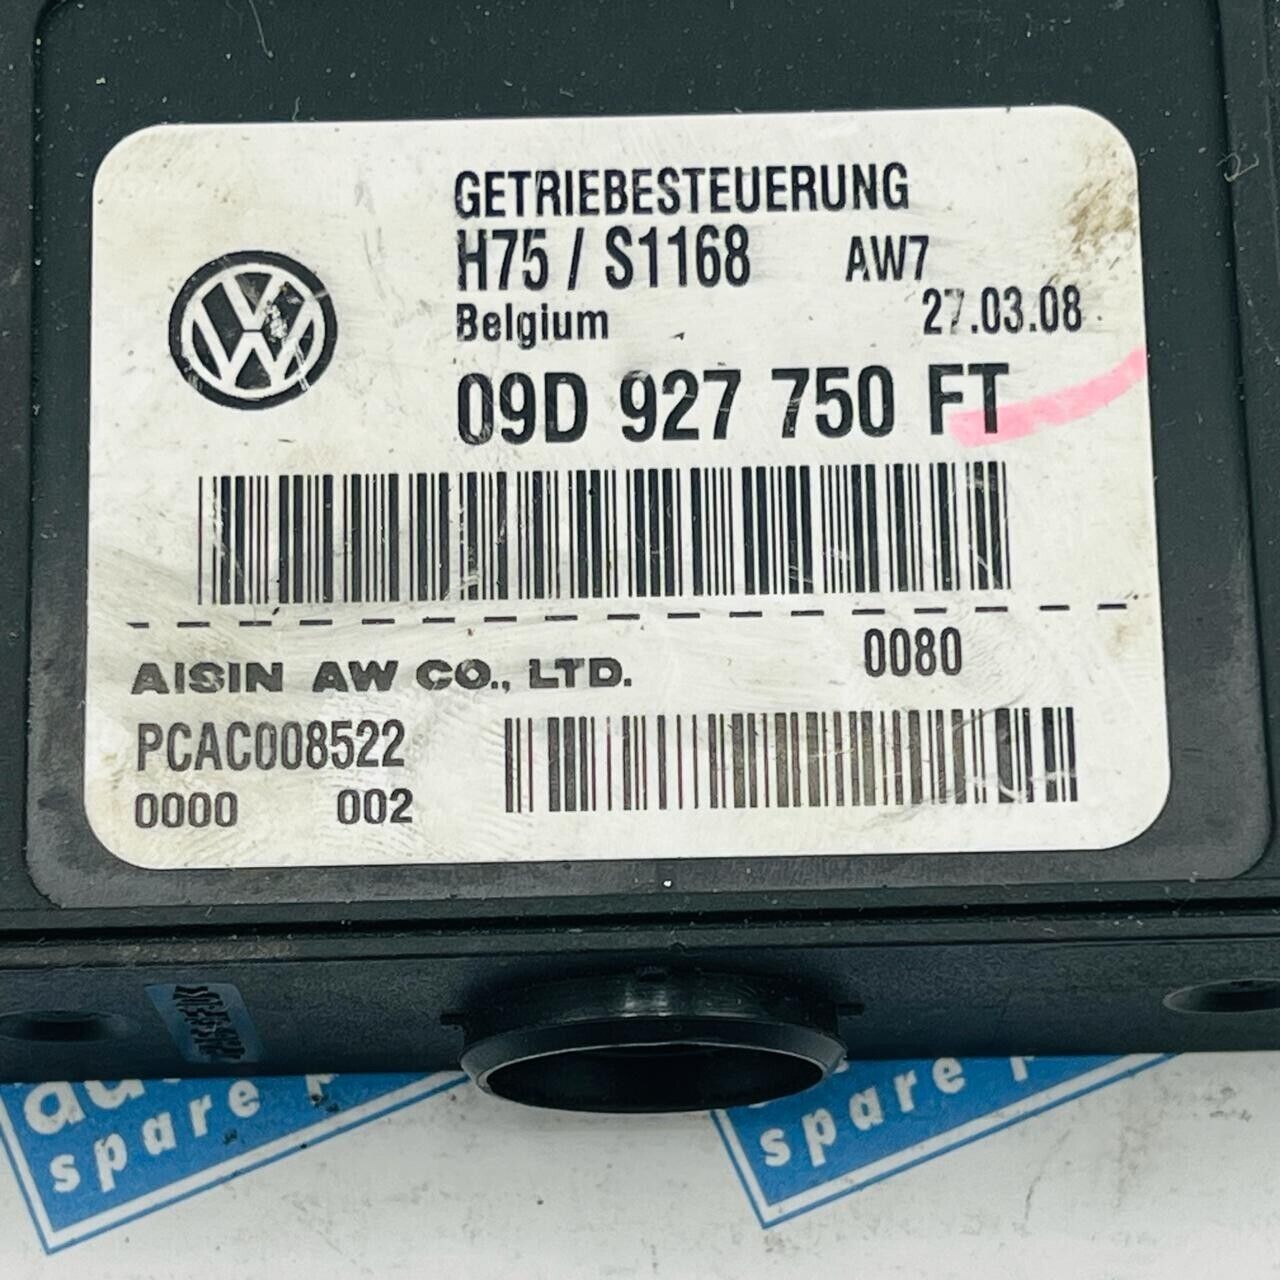 GETRIEBESTEUERUNG
H75 / S1168 AW7
Belgium 27.03.08
09D 927 750 FT
0080
AISIN AW CO., LTD.
PCAC008522
0000 002
spare
spare